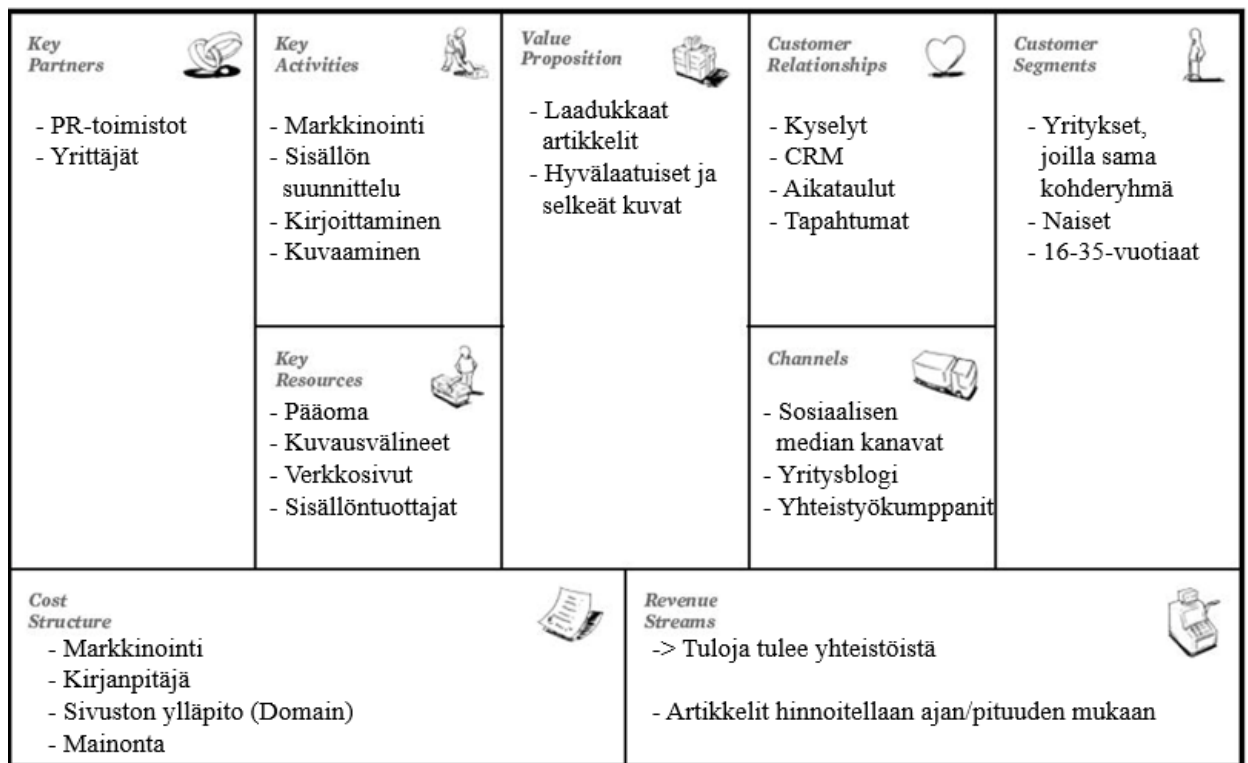 Key
Partners
- PR-toimistot
- Yrittäjät
Key
Activities
- Markkinointi
- Sisällön
suunnittelu
- Kirjoittaminen
- Kuvaaminen
Key
Resources
- Pääoma
- Kuvausvälineet
- Verkkosivut
- Sisällöntuottajat
Value
Proposition
- Laadukkaat
artikkelit
- Hyvälaatuiset ja
selkeät kuvat
Customer
Relationships
- Kyselyt
- CRM
- Aikataulut
- Tapahtumat
Channels
- Sosiaalisen
median kanavat
- Yritysblogi
- Yhteistyökumppanit
Customer
Segments
- Yritykset,
joilla sama
kohderyhmä
- Naiset
- 16-35-vuotiaat
Cost
Structure
- Markkinointi
- Kirjanpitäjä
- Sivuston ylläpito (Domain)
- Mainonta
Revenue
Streams
-> Tuloja tulee yhteistöistä
- Artikkelit hinnoitellaan ajan/pituuden mukaan